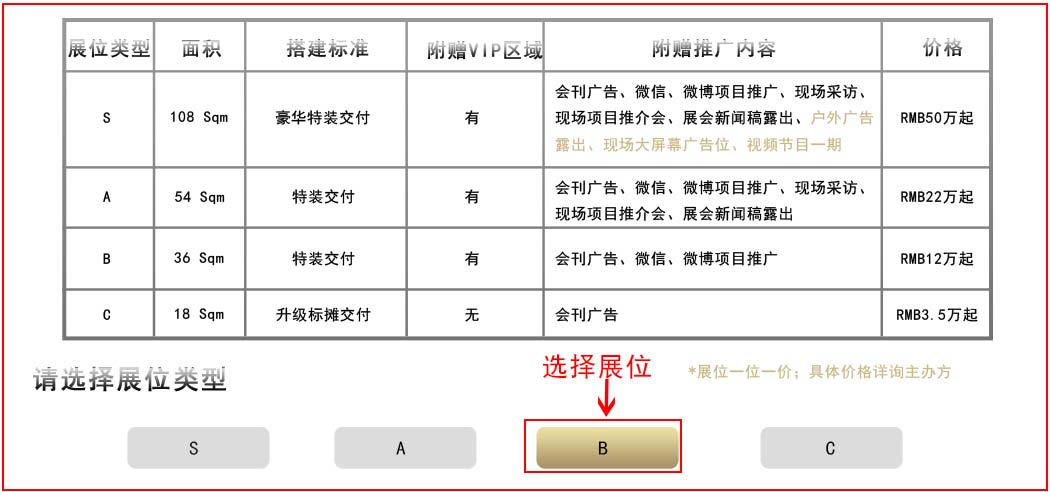 展位类型 面积 搭建标准 附赠VIP区域 附赠推广内容 价格
S 108 Sqm 豪华特装交付 有 会刊广告、微信、微博项目推广、现场采访、
现场项目推介会、展会新闻稿露出、户外广告
露出、现场大屏幕广告位、视频节目一期 RMB50万起
A 54 Sqm 特装交付 有 会刊广告、微信、微博项目推广、现场采访、
现场项目推介会、展会新闻稿露出 RMB22万起
B 36 Sqm 特装交付 有 会刊广告、微信、微博项目推广 RMB12万起
C 18 Sqm 升级标摊交付 无 会刊广告 RMB3.5万起
请选择展位类型
选择展位
*展位一位一价；具体价格详询主办方
S A B C